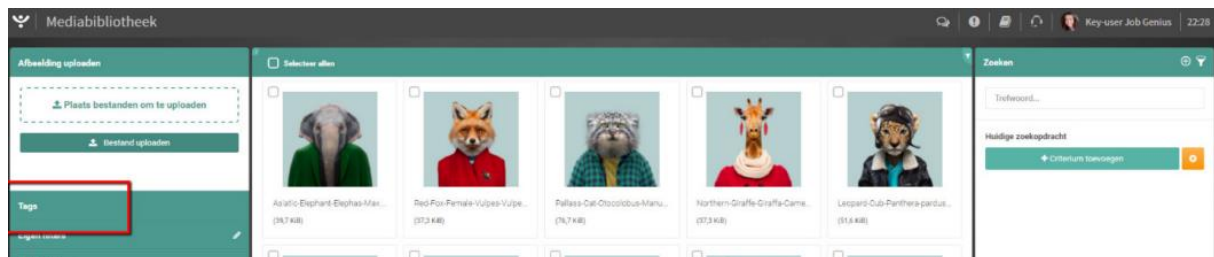 Mediabibliotheek
Key-user Job Genius 22:28
Afbeelding uploaden
Plaats bestanden om te uploaden
Bestand uploaden
Tags
Eigen filters
Selecteer allen
Asiatic-Elephant-Elephas-Max...
(39,7 KiB)
Red-Fox-Female-Vulpes-Vulpe...
(57,3 KiB)
Pallass-Cat-Otocolobus-Manu...
(76,7 KiB)
Northern-Giraffe-Giraffa-Came...
(37,3 KiB)
Leopard-Cub-Panthera-pardus...
(51,6 KiB)
Zoeken
Trefwoord...
Huidige zoekopdracht
Criterium toevoegen